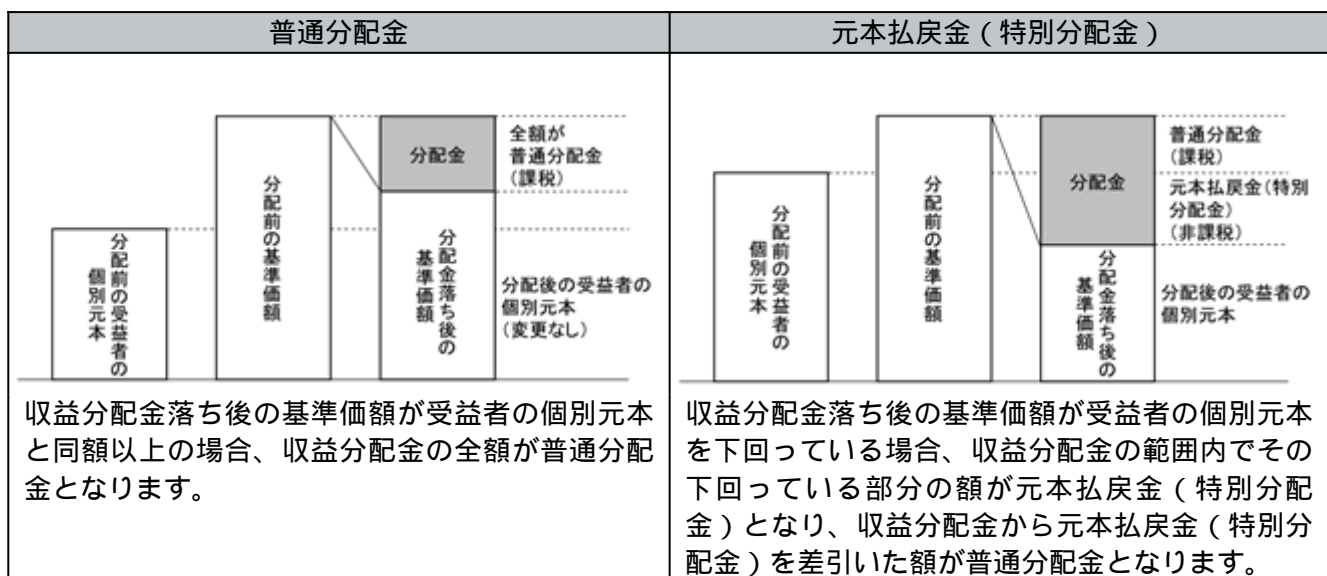 普通分配金
全額が
普通分配金
(課税)
分配金
分配前の受益者の
個別元本
分配前の基準価額
分配金落ち後の
基準価額
分配後の受益者の
個別元本
(変更なし)
収益分配金落ち後の基準価額が受益者の個別元本
と同額以上の場合、収益分配金の全額が普通分配
金となります。
元本払戻金(特別分配金)
普通分配金
(課税)
元本払戻金(特別
分配金)
(非課税)
分配金
分配前の受益者の
個別元本
分配前の基準価額
分配金落ち後の
基準価額
分配後の受益者の
個別元本
収益分配金落ち後の基準価額が受益者の個別元本
を下回っている場合、収益分配金の範囲内でその
下回っている部分の額が元本払戻金(特別分配
金)となり、収益分配金から元本払戻金(特別分
配金)を差引いた額が普通分配金となります。